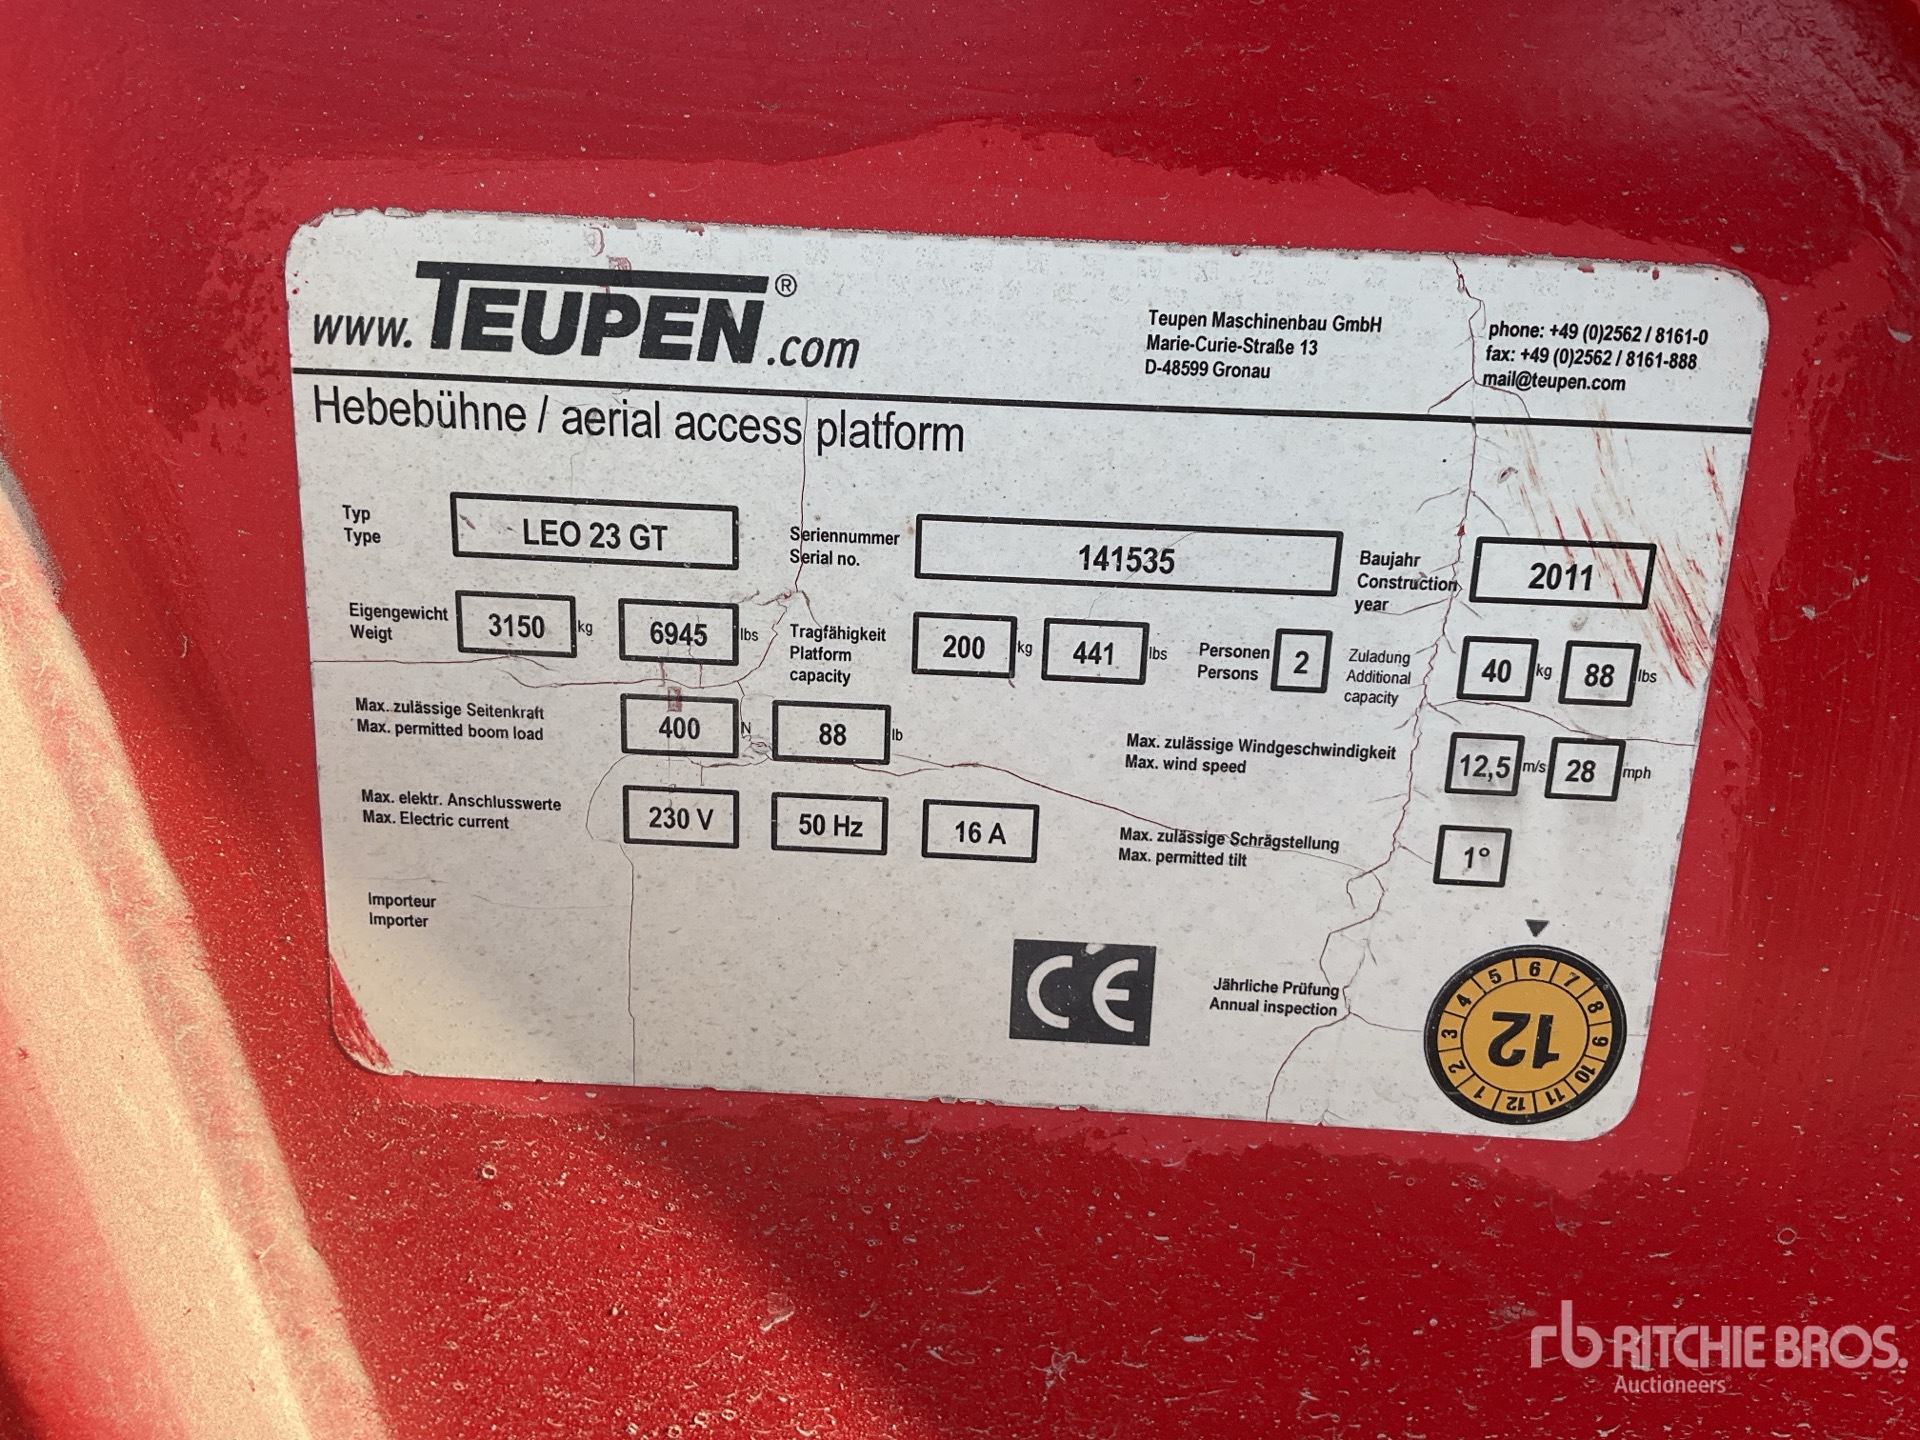 www.TEUPEN®.com
Teupen Maschinenbau GmbH
Marie-Curie-Straße 13
D-48599 Gronau
phone: +49 (0)2562 / 8161-0
fax: +49 (0)2562 / 8161-888
mail@teupen.com
Hebebühne / aerial access platform
Typ
Type
LEO 23 GT
Seriennummer
Serial no.
141535
Baujahr
Construction
year
2011
Eigengewicht
Weigt
3150 kg
6945 lbs
Tragfähigkeit
Platform
capacity
200 kg
441 lbs
Personen
Persons
2
Zuladung
Additional
capacity
40 kg
88 lbs
Max. zulässige Seitenkraft
Max. permitted boom load
400 N
88 lb
Max. zulässige Windgeschwindigkeit
Max. wind speed
12,5 m/s
28 mph
Max. elektr. Anschlusswerte
Max. Electric current
230 V
50 Hz
16 A
Max. zulässige Schrägstellung
Max. permitted tilt
1°
Importeur
Importer
CE
Jährliche Prüfung
Annual inspection
1 2 3 4 5 6 7 8 9 10 11 12
12
rb RITCHIE BROS.
Auctioneers